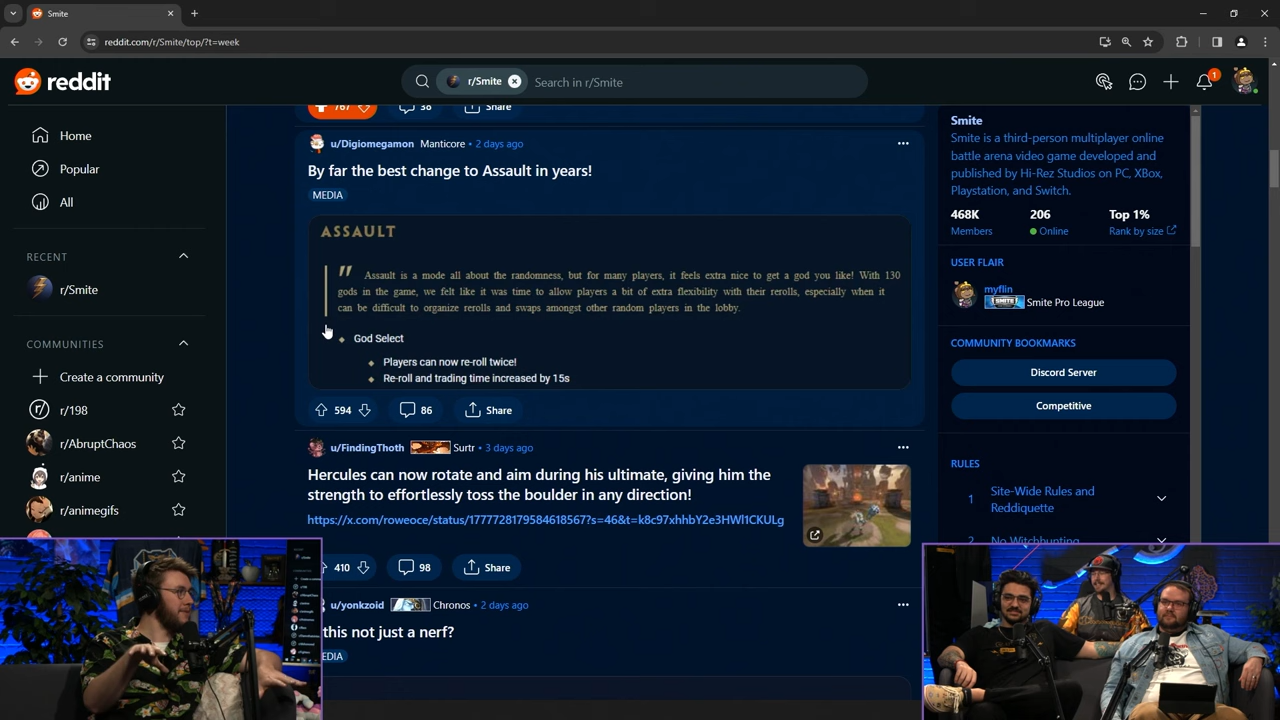 Smite
reddit.com/r/Smite/top/?t=week
reddit
r/Smite
Search in r/Smite
1
Home
Popular
All
RECENT
r/Smite
COMMUNITIES
Create a community
r/198
r/AbruptChaos
r/anime
r/animegifs
767
38
Share
u/Digiomegamon Manticore • 2 days ago
By far the best change to Assault in years!
MEDIA
ASSAULT
" Assault is a mode all about the randomness, but for many players, it feels extra nice to get a god you like! With 130
gods in the game, we felt like it was time to allow players a bit of extra flexibility with their rerolls, especially when it
can be difficult to organize rerolls and swaps amongst other random players in the lobby.
God Select
Players can now re-roll twice!
Re-roll and trading time increased by 15s
594
86
Share
u/FindingThoth Surtr • 3 days ago
Hercules can now rotate and aim during his ultimate, giving him the
strength to effortlessly toss the boulder in any direction!
https://x.com/roweoce/status/1777728179584618567?s=46&t=k8c97xhhbY2e3HWl1CKULg
410
98
Share
u/yonkzoid Chronos • 2 days ago
this not just a nerf?
EDIA
Smite
Smite is a third-person multiplayer online
battle arena video game developed and
published by Hi-Rez Studios on PC, XBox,
Playstation, and Switch.
468K
206
Top 1%
Members
Online
Rank by size
USER FLAIR
myflin
Smite Pro League
COMMUNITY BOOKMARKS
Discord Server
Competitive
RULES
1
Site-Wide Rules and
Reddiquette
2
No Witchhunting